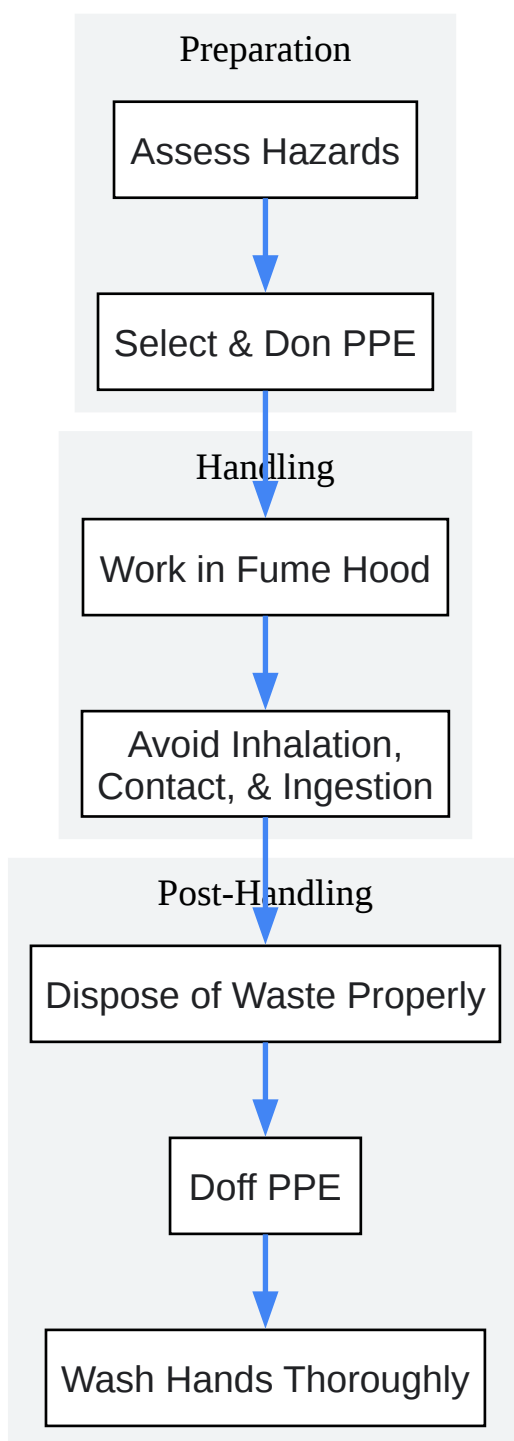 Preparation
Assess Hazards
Select & Don PPE
Handling
Work in Fume Hood
Avoid Inhalation,
Contact, & Ingestion
Post-Handling
Dispose of Waste Properly
Doff PPE
Wash Hands Thoroughly